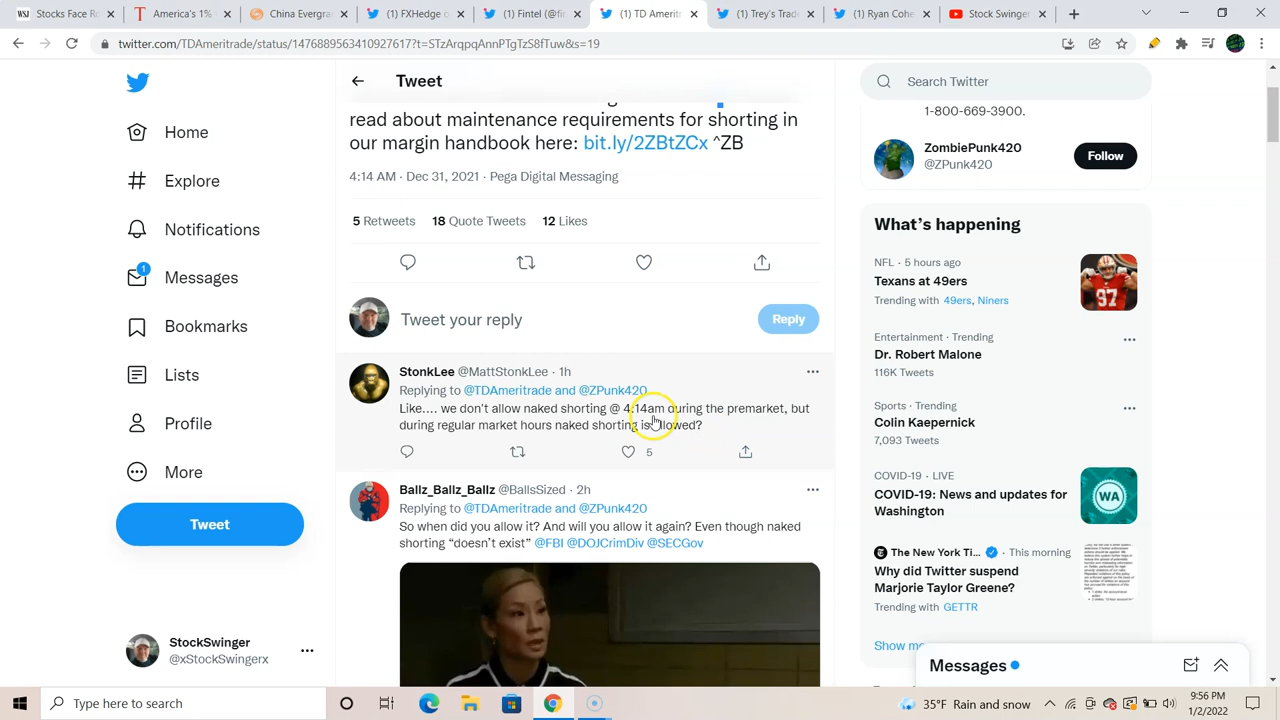 Stocks Face Ro
America's 1%
China Evergra
(1) FXHedge
(1) Fintel (@fin
(1) TD Ameri
(1) Trey's Trade
(1) Ryan Cohe
Stock Swinger
twitter.com/TDAmeritrade/status/1476889563410927617?t=STzArqpqAnnPTgTzS8fTuw&s=19
Home
Explore
Notifications
1
Messages
Bookmarks
Lists
Profile
More
Tweet
StockSwinger
@xStockSwingerx
Tweet
read about maintenance requirements for shorting in
our margin handbook here: bit.ly/2ZBtZCx ^ZB
4:14 AM · Dec 31, 2021 · Pega Digital Messaging
5 Retweets 18 Quote Tweets 12 Likes
Tweet your reply
Reply
StonkLee @MattStonkLee · 1h
Replying to @TDAmeritrade and @ZPunk420
Like.... we don't allow naked shorting @ 4:14am during the premarket, but
during regular market hours naked shorting is allowed?
5
Ballz_Ballz_Ballz @BallsSized · 2h
Replying to @TDAmeritrade and @ZPunk420
So when did you allow it? And will you allow it again? Even though naked
shorting “doesn’t exist” @FBI @DOJCrimDiv @SECGov
Search Twitter
1-800-669-3900.
ZombiePunk420
@ZPunk420
Follow
What’s happening
NFL · 5 hours ago
Texans at 49ers
Trending with 49ers, Niners
Entertainment · Trending
Dr. Robert Malone
116K Tweets
Sports · Trending
Colin Kaepernick
7,093 Tweets
COVID-19 · LIVE
COVID-19: News and updates for
Washington
WA
The New York Ti... · This morning
Why did Twitter suspend
Marjorie Taylor Greene?
Trending with GETTR
Show mo
Messages
Type here to search
35°F Rain and snow
9:56 PM
1/2/2022